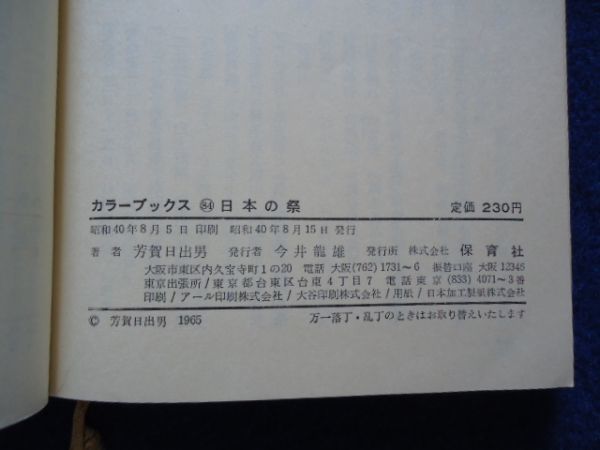 カラーブックス 84 日本の祭 定価 230円
昭和40年8月5日 印刷 昭和40年8月15日 発行
著者 芳賀日出男 発行者 今井龍雄 発行所 株式会社 保育社
大阪市東区内久宝寺町1の20 電話 大阪(762)1731〜6 振替口座 大阪 12345
東京出張所/東京都台東区台東4丁目7 電話東京(833)4071〜3番
印刷/アール印刷株式会社/大谷印刷株式会社/用紙/日本加工製紙株式会社
© 芳賀日出男 1965 万一落丁・乱丁のときはお取り替えいたします